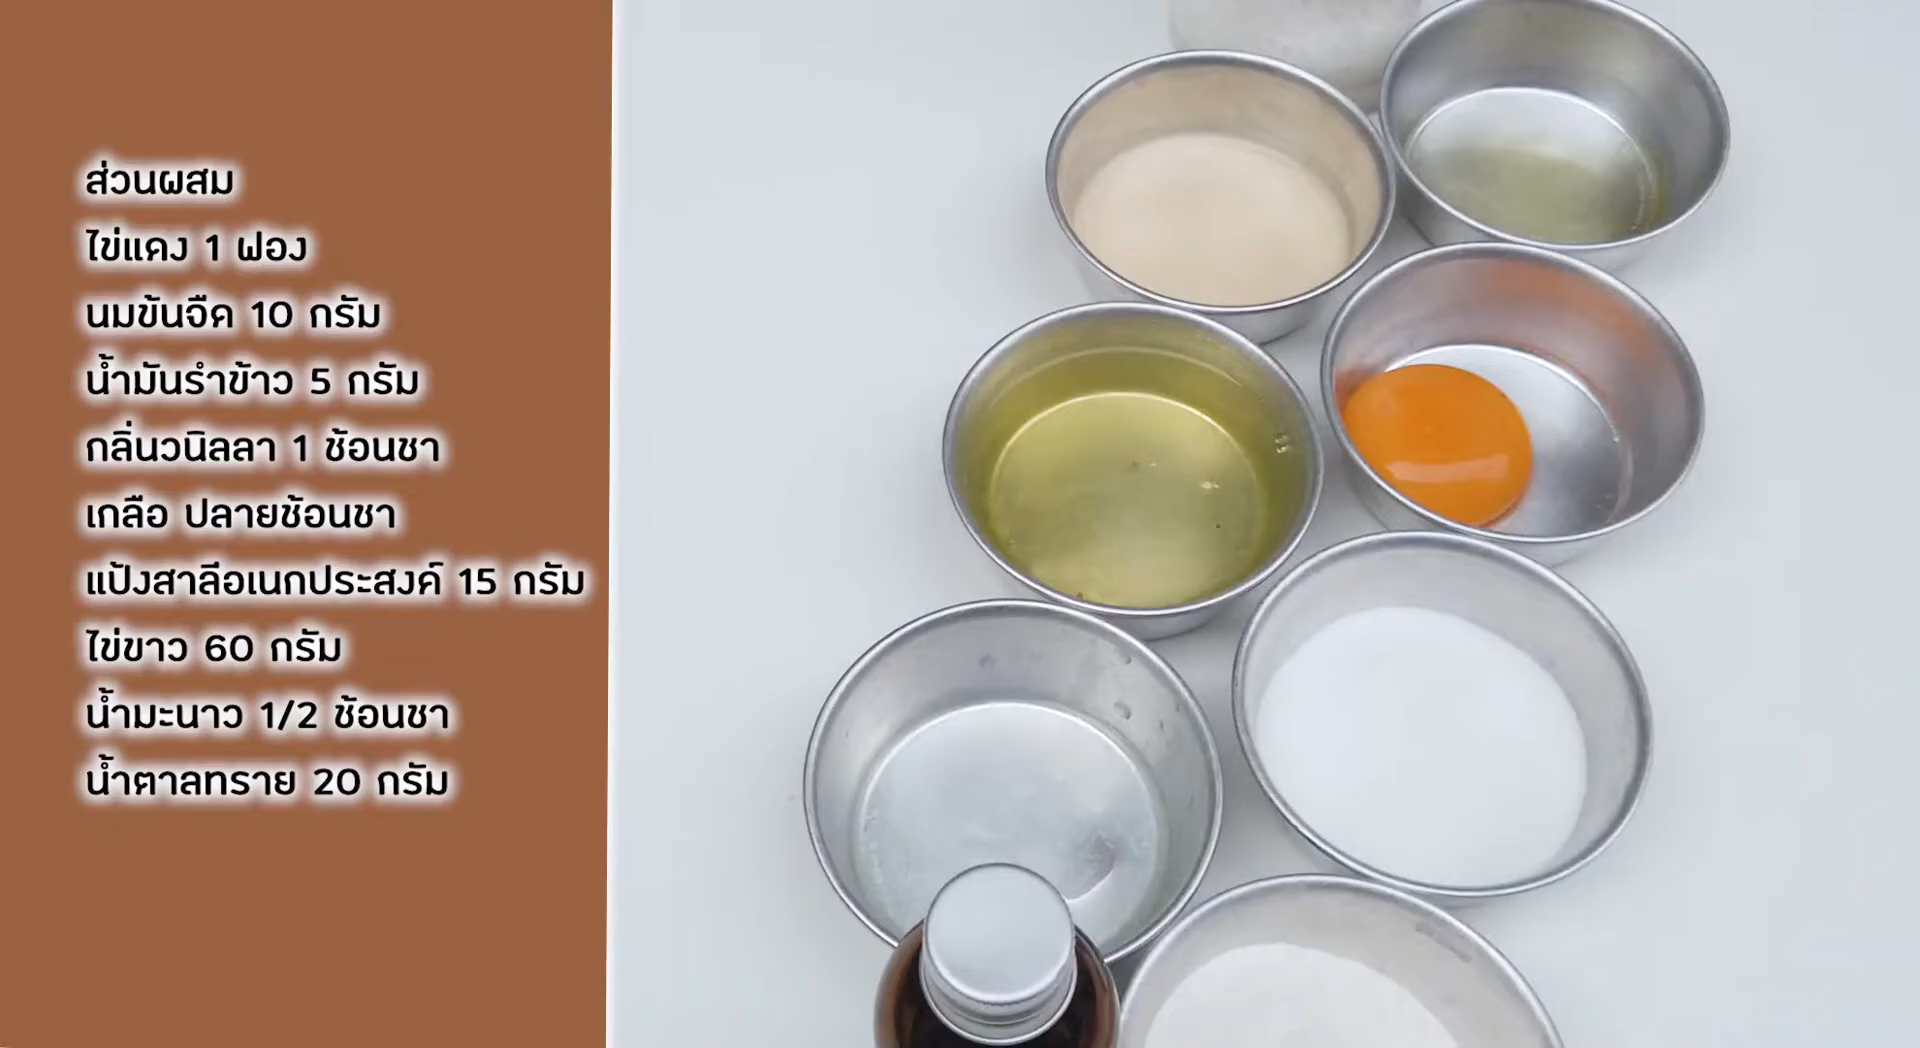 ส่วนผสม
ไข่แดง 1 ฟอง
นมข้นจืด 10 กรัม
น้ำมันรำข้าว 5 กรัม
กลิ่นวนิลลา 1 ช้อนชา
เกลือ ปลายช้อนชา
แป้งสาลีอเนกประสงค์ 15 กรัม
ไข่ขาว 60 กรัม
น้ำมะนาว 1/2 ช้อนชา
น้ำตาลทราย 20 กรัม